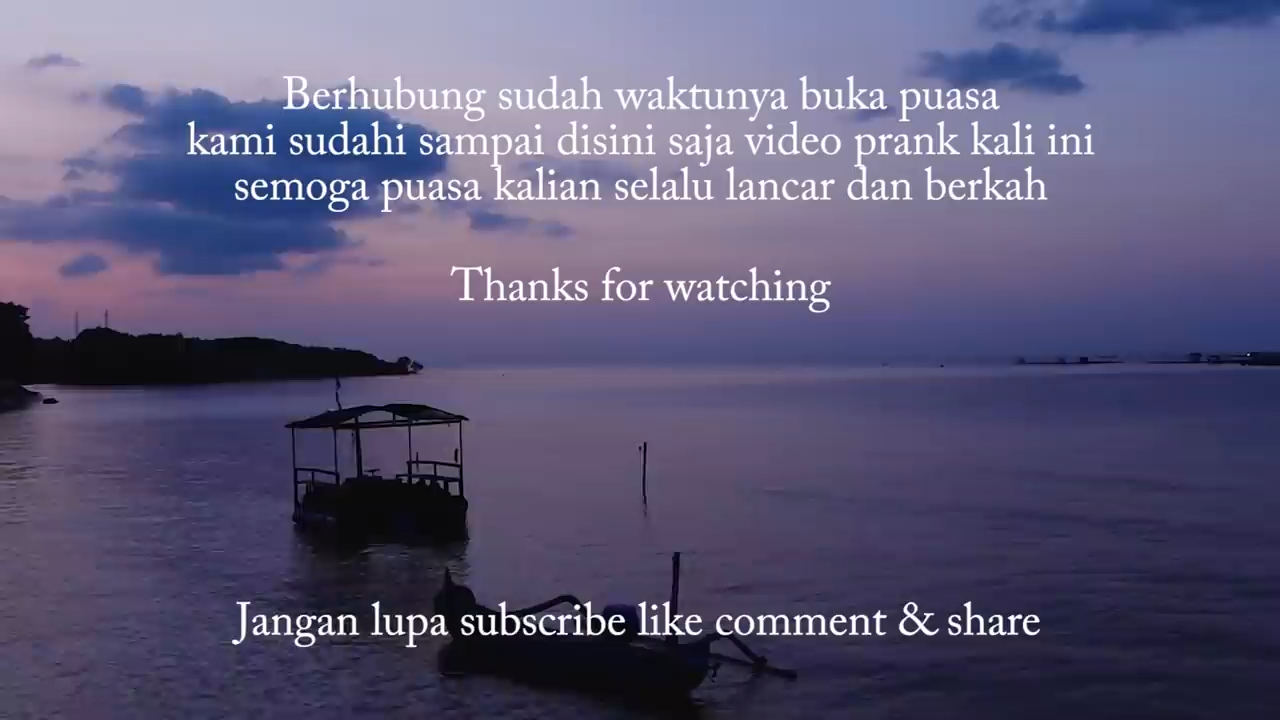 Berhubung sudah waktunya buka puasa
kami sudahi sampai disini saja video prank kali ini
semoga puasa kalian selalu lancar dan berkah
Thanks for watching
Jangan lupa subscribe like comment & share